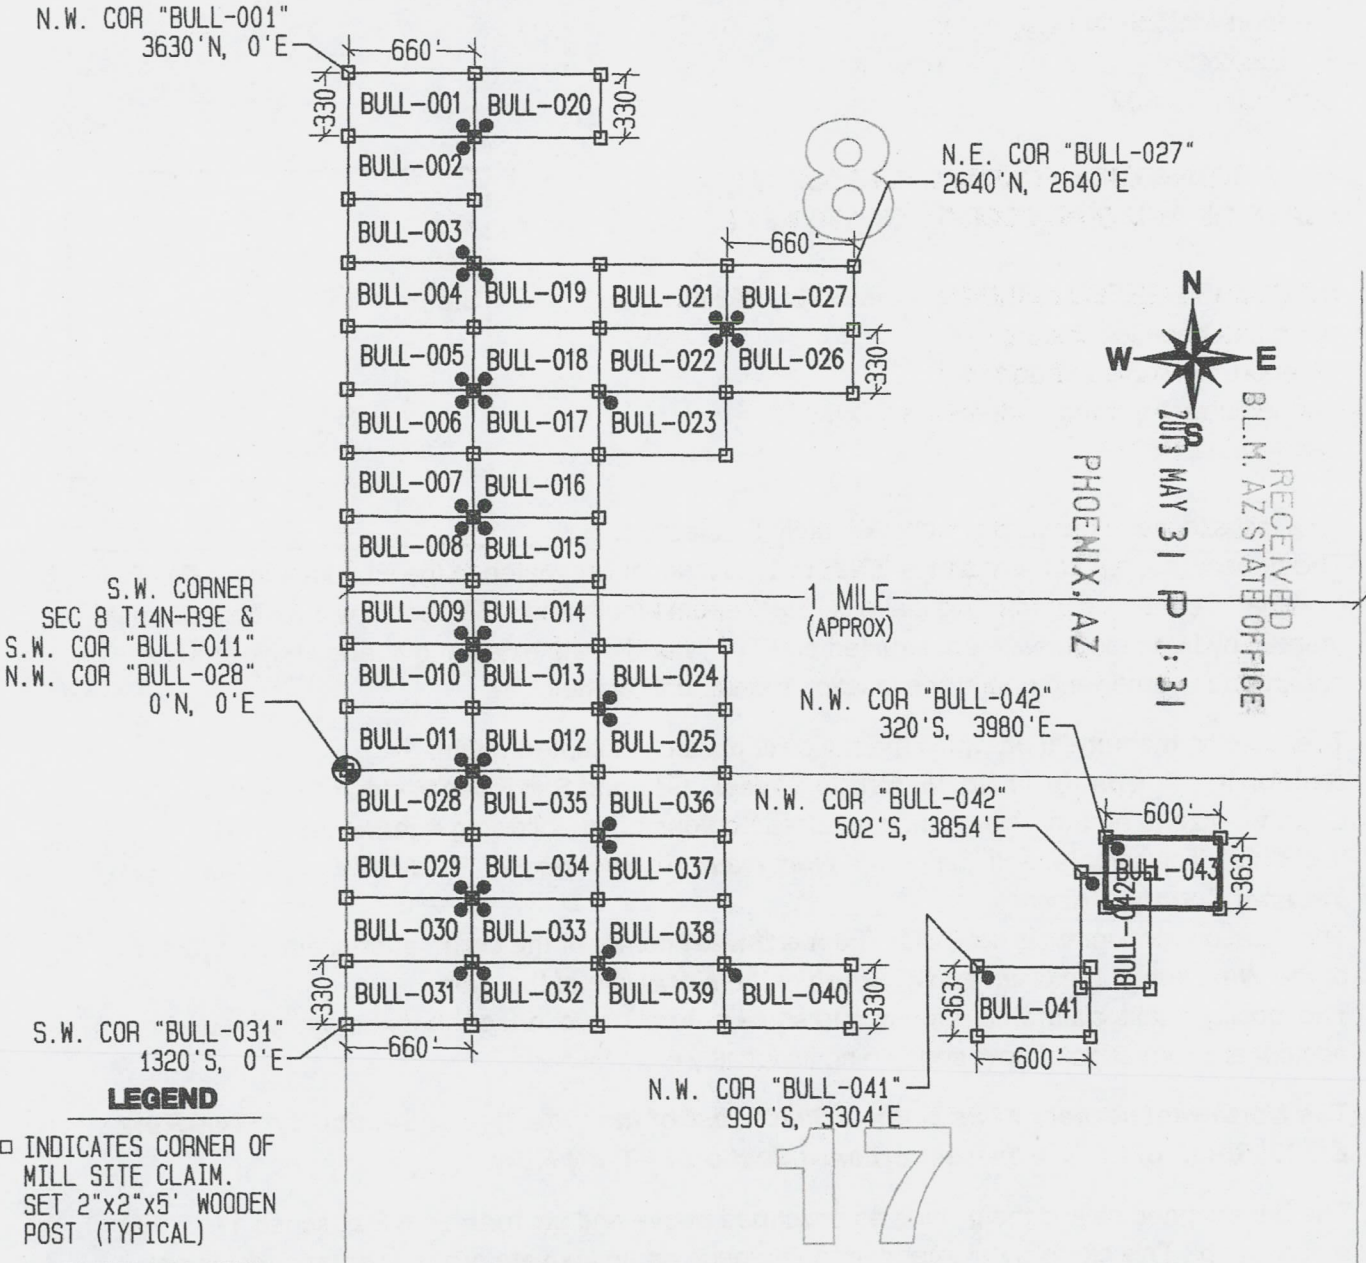 N.W. COR "BULL-001"
3630'N, 0'E
660'
330
BULL-001
BULL-020
330
BULL-002
8
N.E. COR "BULL-027"
2640'N, 2640'E
BULL-003
660'
BULL-004
BULL-019
BULL-021
BULL-027
N
BULL-005
BULL-018
BULL-022
BULL-026
330
W
E
S
BULL-006
BULL-017
BULL-023
RECEIVED
B.L.M. AZ STATE OFFICE
2013 MAY 31 P 1:31
PHOENIX, AZ
BULL-007
BULL-016
BULL-008
BULL-015
S.W. CORNER
SEC 8 T14N-R9E &
S.W. COR "BULL-011"
N.W. COR "BULL-028"
0'N, 0'E
BULL-009
BULL-014
1 MILE
(APPROX)
BULL-010
BULL-013
BULL-024
N.W. COR "BULL-042"
320'S, 3980'E
BULL-011
BULL-012
BULL-025
BULL-028
BULL-035
BULL-036
N.W. COR "BULL-042"
502'S, 3854'E
600'
BULL-029
BULL-034
BULL-037
BULL-043
363
BULL-042
BULL-030
BULL-033
BULL-038
330
BULL-031
BULL-032
BULL-039
BULL-040
330
363
BULL-041
600'
S.W. COR "BULL-031"
1320'S, 0'E
660'
N.W. COR "BULL-041"
990'S, 3304'E
17
LEGEND
INDICATES CORNER OF
MILL SITE CLAIM.
SET 2"x2"x5' WOODEN
POST (TYPICAL)